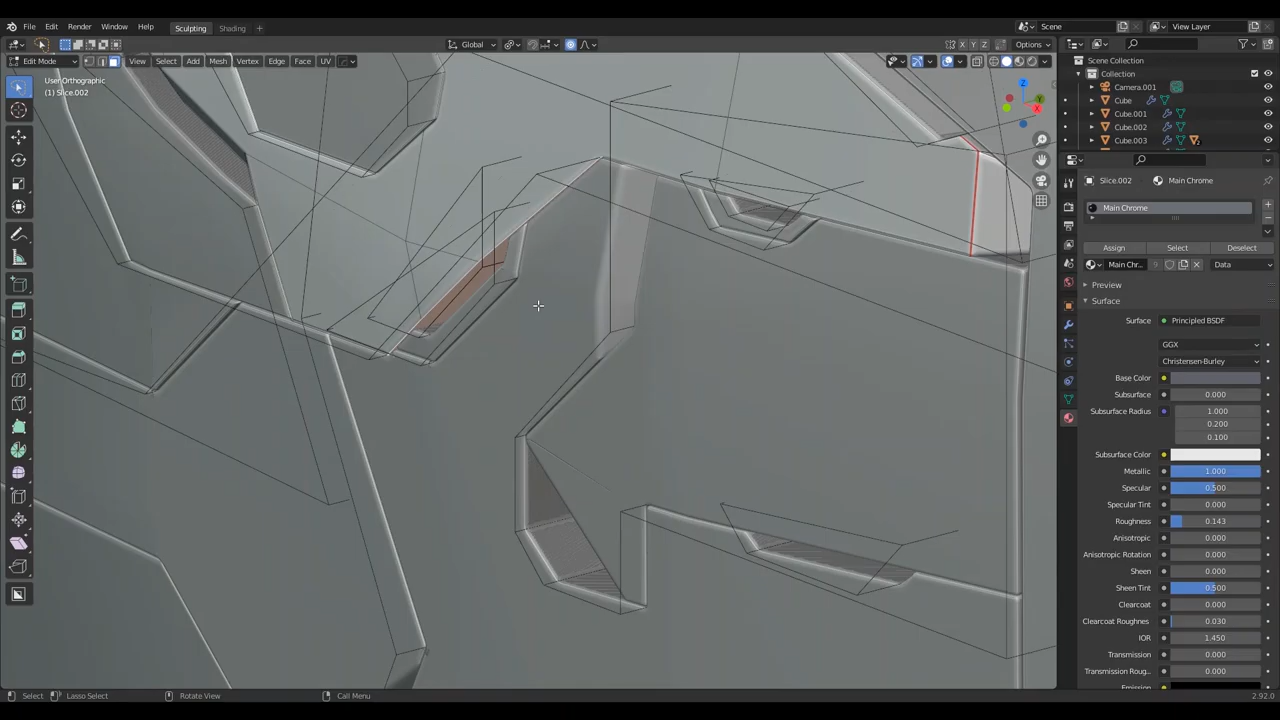 File Edit Render Window Help Sculpting Shading + Scene View Layer
Global X Y Z Options
Edit Mode View Select Add Mesh Vertex Edge Face UV
User Orthographic
(1) Slice.002
Scene Collection
Collection
Camera.001
Cube
Cube.001
Cube.002
Cube.003
Slice.002 Main Chrome
Main Chrome
Assign Select Deselect
Main Chr... 9 Data
Preview
Surface
Surface Principled BSDF
GGX
Christensen-Burley
Base Color
Subsurface 0.000
Subsurface Radius 1.000
0.200
0.100
Subsurface Color
Metallic 1.000
Specular 0.500
Specular Tint 0.000
Roughness 0.143
Anisotropic 0.000
Anisotropic Rotation 0.000
Sheen 0.000
Sheen Tint 0.500
Clearcoat 0.000
Clearcoat Roughnes 0.030
IOR 1.450
Transmission 0.000
Transmission Roug... 0.000
Select Lasso Select Rotate View Call Menu 2.92.0